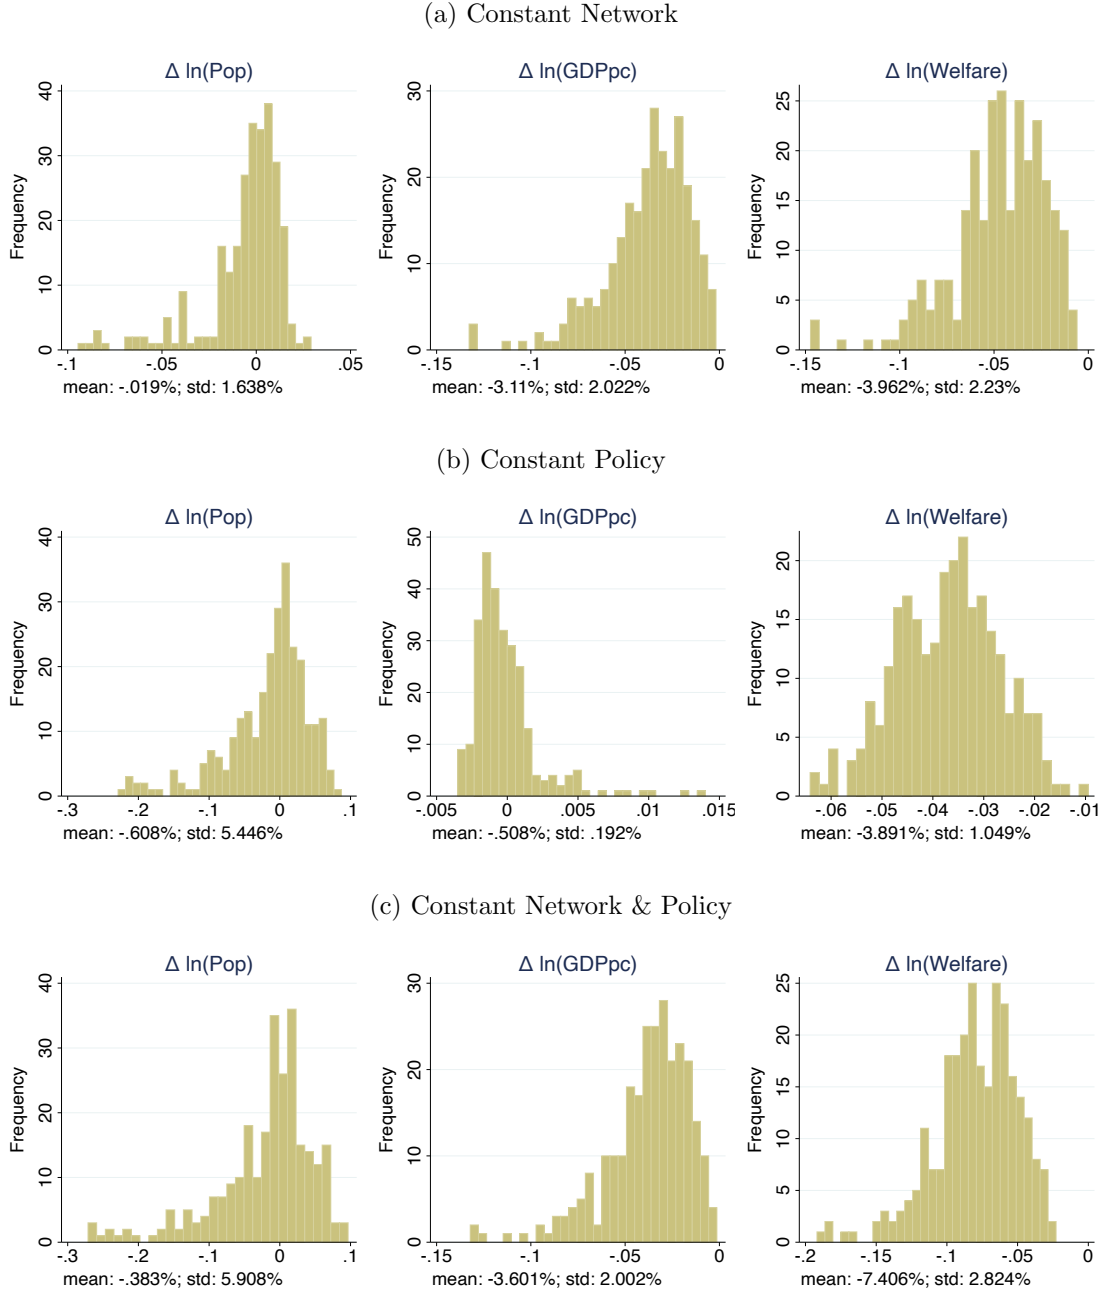 (a) Constant Network
Δ ln(Pop)
Frequency
0 10 20 30 40
-.1 -.05 0 .05
mean: -.019%; std: 1.638%
Δ ln(GDPpc)
Frequency
0 10 20 30
-.15 -.1 -.05 0
mean: -3.11%; std: 2.022%
Δ ln(Welfare)
Frequency
0 5 10 15 20 25
-.15 -.1 -.05 0
mean: -3.962%; std: 2.23%
(b) Constant Policy
Δ ln(Pop)
Frequency
0 10 20 30 40
-.3 -.2 -.1 0 .1
mean: -.608%; std: 5.446%
Δ ln(GDPpc)
Frequency
0 10 20 30 40 50
-.005 0 .005 .01 .015
mean: -.508%; std: .192%
Δ ln(Welfare)
Frequency
0 5 10 15 20
-.06 -.05 -.04 -.03 -.02 -.01
mean: -3.891%; std: 1.049%
(c) Constant Network & Policy
Δ ln(Pop)
Frequency
0 10 20 30 40
-.3 -.2 -.1 0 .1
mean: -.383%; std: 5.908%
Δ ln(GDPpc)
Frequency
0 10 20 30
-.15 -.1 -.05 0
mean: -3.601%; std: 2.002%
Δ ln(Welfare)
Frequency
0 5 10 15 20 25
-.2 -.15 -.1 -.05 0
mean: -7.406%; std: 2.824%